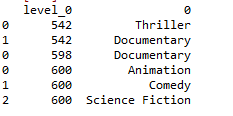 level_0 0
0 542 Thriller
1 542 Documentary
0 598 Documentary
0 600 Animation
1 600 Comedy
2 600 Science Fiction